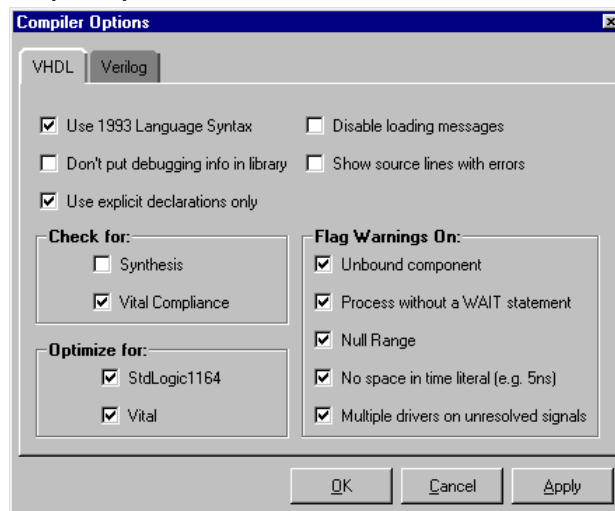 Compiler Options
VHDL Verilog
Use 1993 Language Syntax
Disable loading messages
Don't put debugging info in library
Show source lines with errors
Use explicit declarations only
Check for:
Synthesis
Vital Compliance
Optimize for:
StdLogic1164
Vital
Flag Warnings On:
Unbound component
Process without a WAIT statement
Null Range
No space in time literal (e.g. 5ns)
Multiple drivers on unresolved signals
OK Cancel Apply